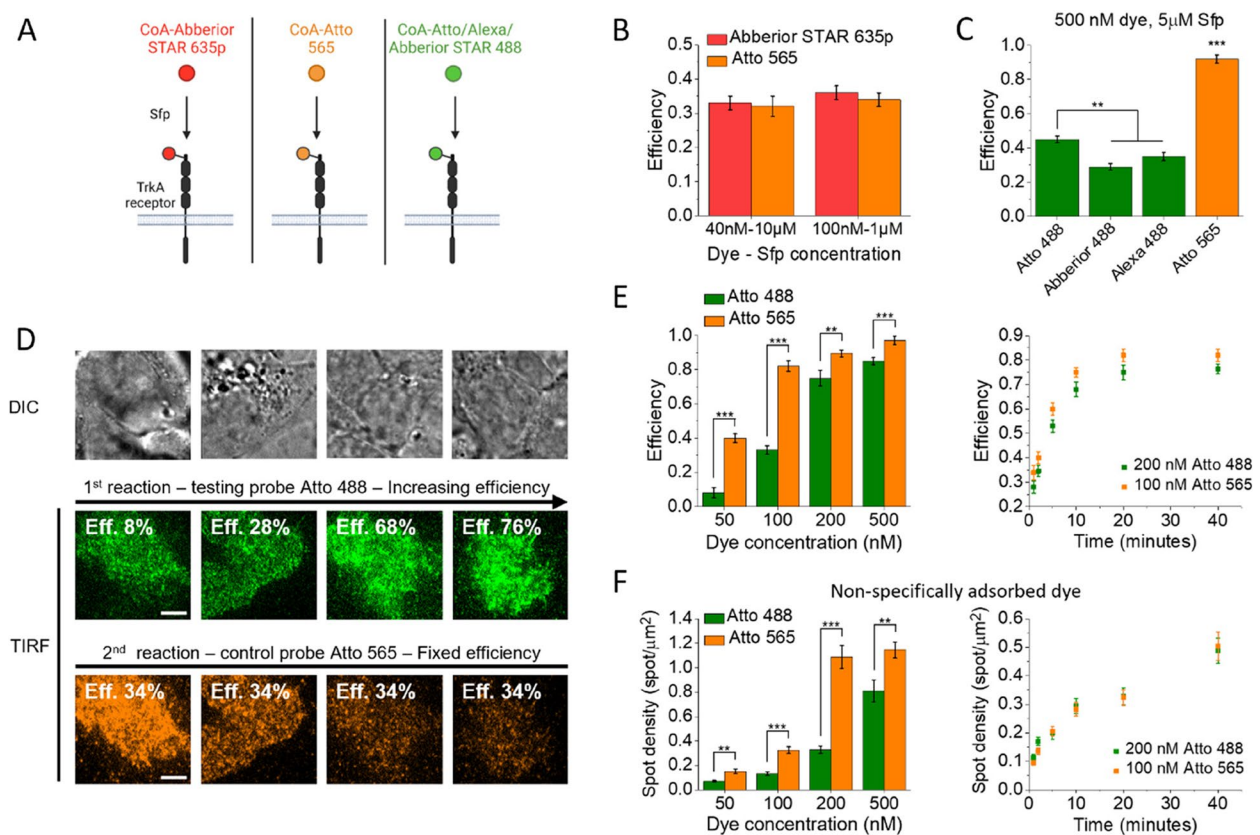 A
CoA-Abberior
STAR 635p
CoA-Atto
565
CoA-Atto/Alexa/
Abberior STAR 488
Sfp
TrkA
receptor
B
Efficiency
0.5
0.4
0.3
0.2
0.1
0.0
Abberior STAR 635p
Atto 565
40nM-10μM
100nM-1μM
Dye - Sfp concentration
C
500 nM dye, 5μM Sfp
Efficiency
1.0
0.8
0.6
0.4
0.2
0.0
**
***
Atto 488
Abberior 488
Alexa 488
Atto 565
D
DIC
1st reaction – testing probe Atto 488 – Increasing efficiency
Eff. 8%
Eff. 28%
Eff. 68%
Eff. 76%
TIRF
2nd reaction – control probe Atto 565 – Fixed efficiency
Eff. 34%
Eff. 34%
Eff. 34%
Eff. 34%
E
Atto 488
Atto 565
Efficiency
1.0
0.8
0.6
0.4
0.2
0.0
***
***
**
***
50
100
200
500
Dye concentration (nM)
Efficiency
0.9
0.8
0.7
0.6
0.5
0.4
0.3
0.2
200 nM Atto 488
100 nM Atto 565
0
10
20
30
40
Time (minutes)
F
Non-specifically adsorbed dye
Atto 488
Atto 565
Spot density (spot/μm2)
1.4
1.2
1.0
0.8
0.6
0.4
0.2
0.0
**
***
***
**
50
100
200
500
Dye concentration (nM)
Spot density (spot/μm2)
0.6
0.5
0.4
0.3
0.2
0.1
0.0
200 nM Atto 488
100 nM Atto 565
0
10
20
30
40
Time (minutes)